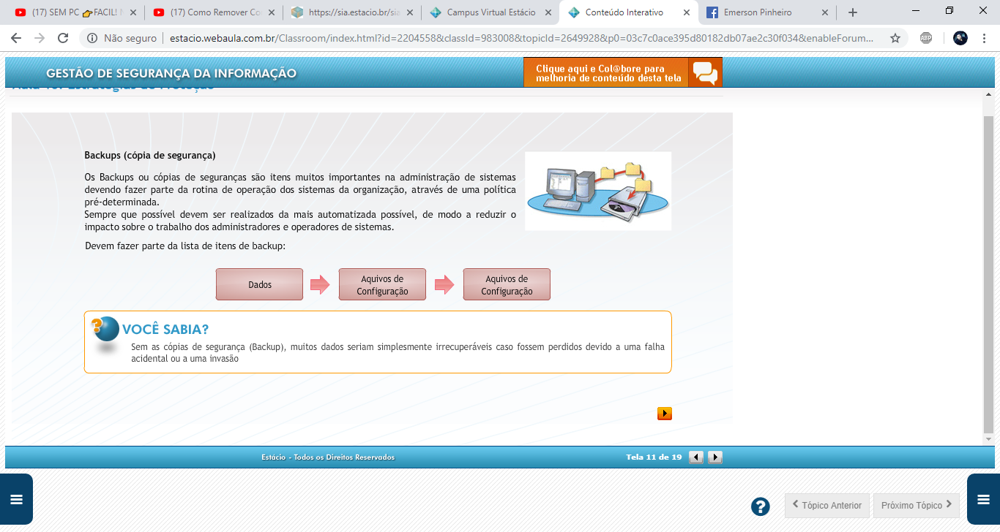 (17) SEM PC 👉FACIL!
(17) Como Remover Co
https://sia.estacio.br/sia
Campus Virtual Estácio
Conteúdo Interativo
Emerson Pinheiro
Não seguro
estacio.webaula.com.br/Classroom/index.html?id=2204558&classId=983008&topicId=2649928&p0=03c7c0ace395d80182db07ae2c30f034&enableForum...
ABP
GESTÃO DE SEGURANÇA DA INFORMAÇÃO
Clique aqui e Col@bore para
melhoria de conteúdo desta tela
Aula 10: Estratégias de Proteção
Backups (cópia de segurança)
Os Backups ou cópias de seguranças são itens muitos importantes na administração de sistemas
devendo fazer parte da rotina de operação dos sistemas da organização, através de uma política
pré-determinada.
Sempre que possível devem ser realizados da mais automatizada possível, de modo a reduzir o
impacto sobre o trabalho dos administradores e operadores de sistemas.
Devem fazer parte da lista de itens de backup:
Dados
Aquivos de
Configuração
Aquivos de
Configuração
VOCÊ SABIA?
Sem as cópias de segurança (Backup), muitos dados seriam simplesmente irrecuperáveis caso fossem perdidos devido a uma falha
acidental ou a uma invasão
Estácio - Todos os Direitos Reservados
Tela 11 de 19
Tópico Anterior
Próximo Tópico